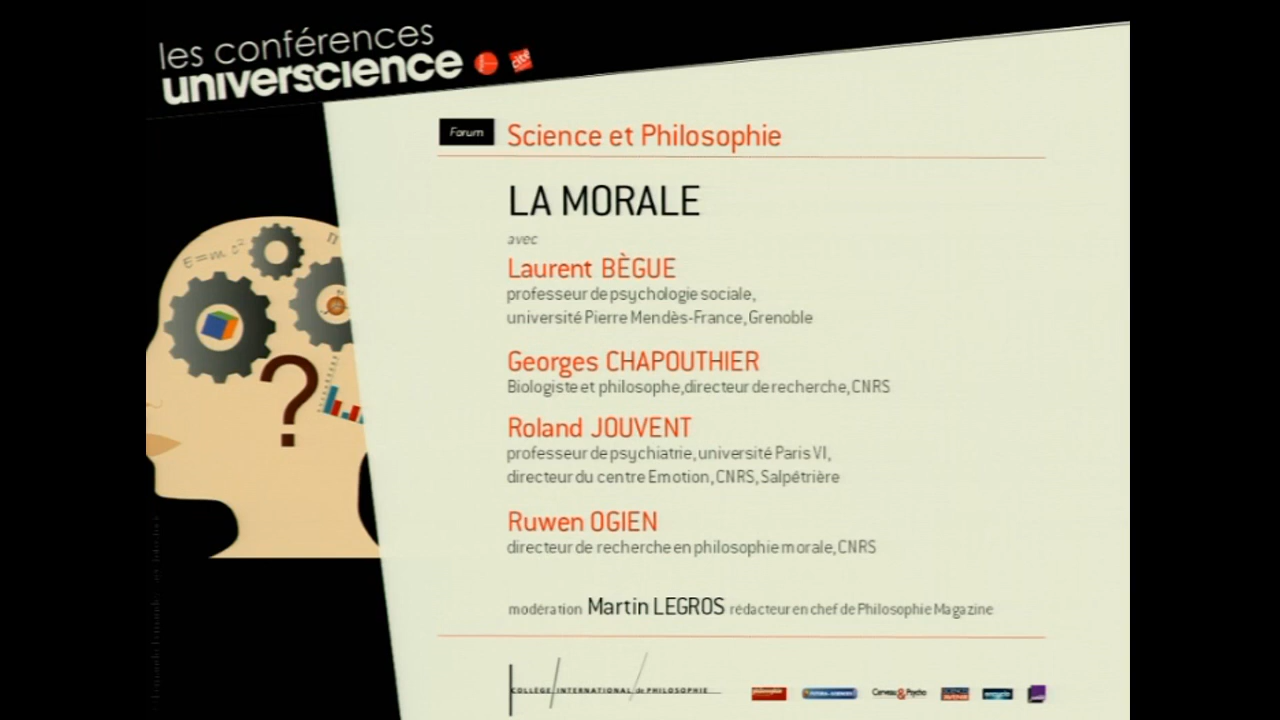 les conférences
universcience
cité
Forum
Science et Philosophie
LA MORALE
avec
Laurent BÈGUE
professeur de psychologie sociale,
université Pierre Mendès-France, Grenoble
Georges CHAPOUTHIER
Biologiste et philosophe, directeur de recherche, CNRS
Roland JOUVENT
professeur de psychiatrie, université Paris VI,
directeur du centre Emotion, CNRS, Salpétrière
Ruwen OGIEN
directeur de recherche en philosophie morale, CNRS
modération Martin LEGROS rédacteur en chef de Philosophie Magazine
COLLÈGE INTERNATIONAL de PHILOSOPHIE
Cerveau & Psycho
?